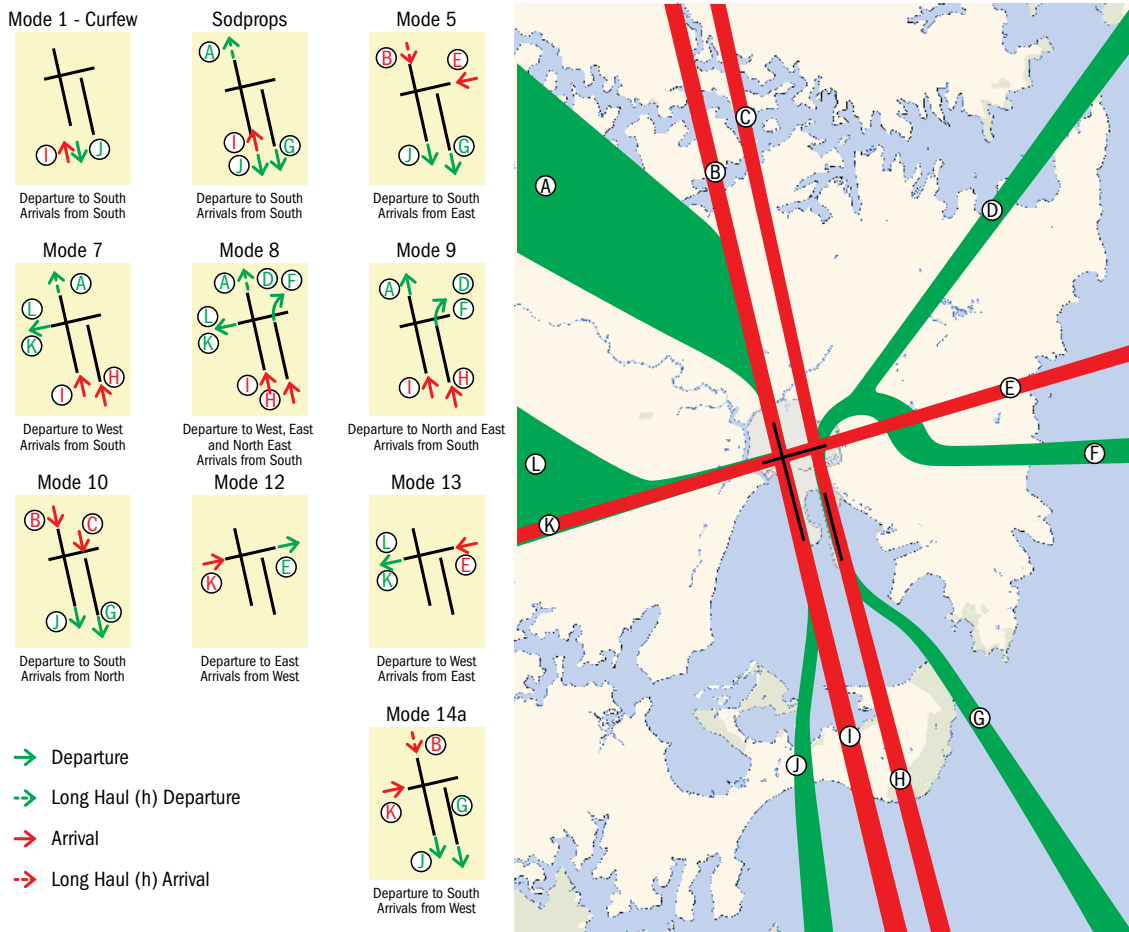 Mode 1 - Curfew
I
J
Departure to South
Arrivals from South
Sodprops
A
I
J
G
Departure to South
Arrivals from South
Mode 5
B
E
J
G
Departure to South
Arrivals from East
Mode 7
A
L
K
I
H
Departure to West
Arrivals from South
Mode 8
A
D
F
L
K
I
H
Departure to West, East
and North East
Arrivals from South
Mode 9
A
D
F
I
H
Departure to North and East
Arrivals from South
Mode 10
B
C
J
G
Departure to South
Arrivals from North
Mode 12
K
E
Departure to East
Arrivals from West
Mode 13
L
K
E
Departure to West
Arrivals from East
Mode 14a
B
K
G
J
Departure to South
Arrivals from West
Departure
Long Haul (h) Departure
Arrival
Long Haul (h) Arrival
C
B
A
D
E
F
L
K
G
I
J
H